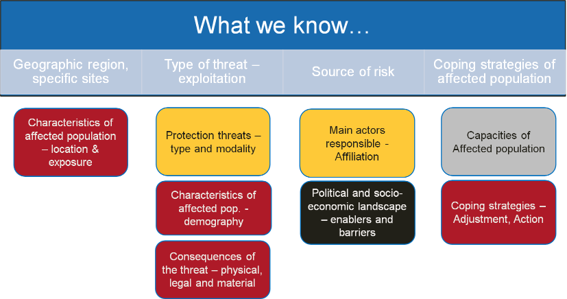 What we know…
Geographic region,
specific sites
Type of threat –
exploitation
Source of risk
Coping strategies of
affected population
Characteristics of
affected population
– location &
exposure
Protection threats –
type and modality
Main actors
responsible -
Affiliation
Capacities of
Affected population
Characteristics of
affected pop. -
demography
Political and socio-
economic landscape
– enablers and
barriers
Coping strategies –
Adjustment, Action
Consequences of
the threat – physical,
legal and material